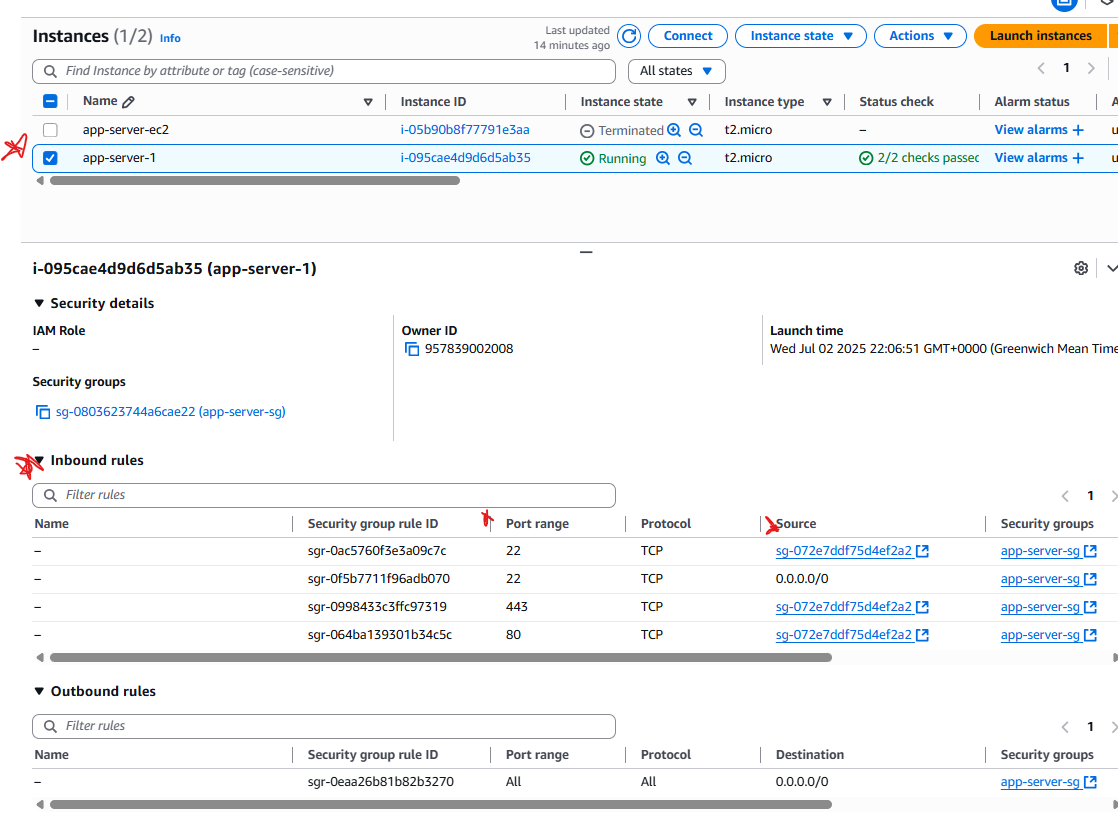 Instances (1/2) Info
Last updated
14 minutes ago
Connect
Instance state
Actions
Launch instances
Find Instance by attribute or tag (case-sensitive)
All states
1
Name Instance ID Instance state Instance type Status check Alarm status
app-server-ec2 i-05b90b8f77791e3aa Terminated t2.micro – View alarms +
app-server-1 i-095cae4d9d6d5ab35 Running t2.micro 2/2 checks passed View alarms +
i-095cae4d9d6d5ab35 (app-server-1)
Security details
IAM Role Owner ID Launch time
– 957839002008 Wed Jul 02 2025 22:06:51 GMT+0000 (Greenwich Mean Time
Security groups
sg-0803623744a6cae22 (app-server-sg)
Inbound rules
Filter rules
1
Name Security group rule ID Port range Protocol Source Security groups
– sgr-0ac5760f3e3a09c7c 22 TCP sg-072e7ddf75d4ef2a2 app-server-sg
– sgr-0f5b7711f96adb070 22 TCP 0.0.0.0/0 app-server-sg
– sgr-0998433c3ffc97319 443 TCP sg-072e7ddf75d4ef2a2 app-server-sg
– sgr-064ba139301b34c5c 80 TCP sg-072e7ddf75d4ef2a2 app-server-sg
Outbound rules
Filter rules
1
Name Security group rule ID Port range Protocol Destination Security groups
– sgr-0eaa26b81b82b3270 All All 0.0.0.0/0 app-server-sg